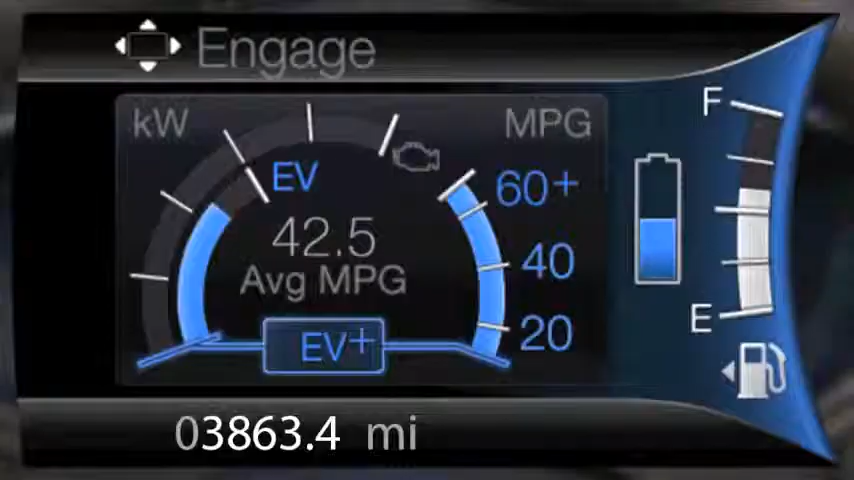 Engage
kW
MPG
F
EV
60+
42.5
Avg MPG
40
EV+
20
E
03863.4 mi